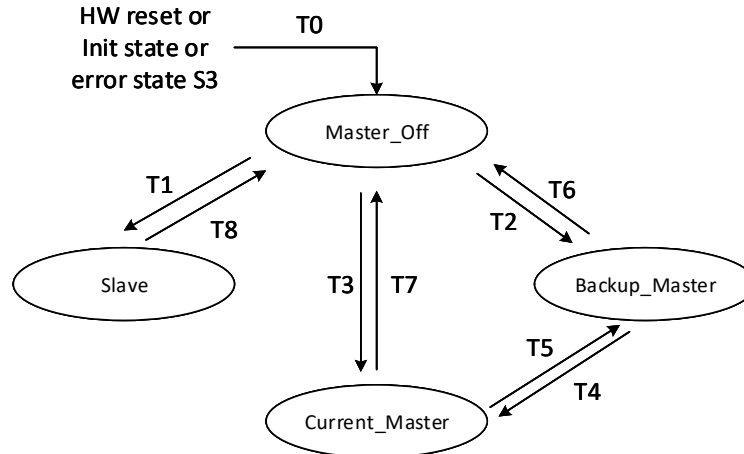 HW reset or
Init state or
error state S3
T0
Master_Off
T1
T8
T6
T2
Slave
T3
T7
Backup_Master
T5
T4
Current_Master